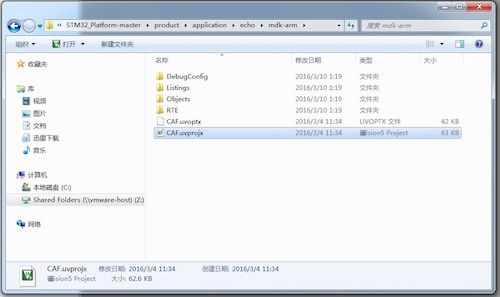 « STM32_Platform-master ▸ product ▸ application ▸ echo ▸ mdk-arm
搜索 mdk-arm
组织 打开 新建文件夹
名称 修改日期 类型 大小
收藏夹
库
视频
图片
文档
迅雷下载
音乐
计算机
本地磁盘 (C:)
Shared Folders (\\vmware-host) (Z:)
网络
DebugConfig 2016/3/10 1:19 文件夹
Listings 2016/3/10 1:19 文件夹
Objects 2016/3/10 1:19 文件夹
RTE 2016/3/10 1:19 文件夹
CAF.uvoptx 2016/3/4 11:34 UVOPTX 文件 42 KB
CAF.uvprojx 2016/3/4 11:34 ision5 Project 63 KB
CAF.uvprojx 修改日期: 2016/3/4 11:34 创建日期: 2016/3/4 11:34
ision5 Project 大小: 62.6 KB